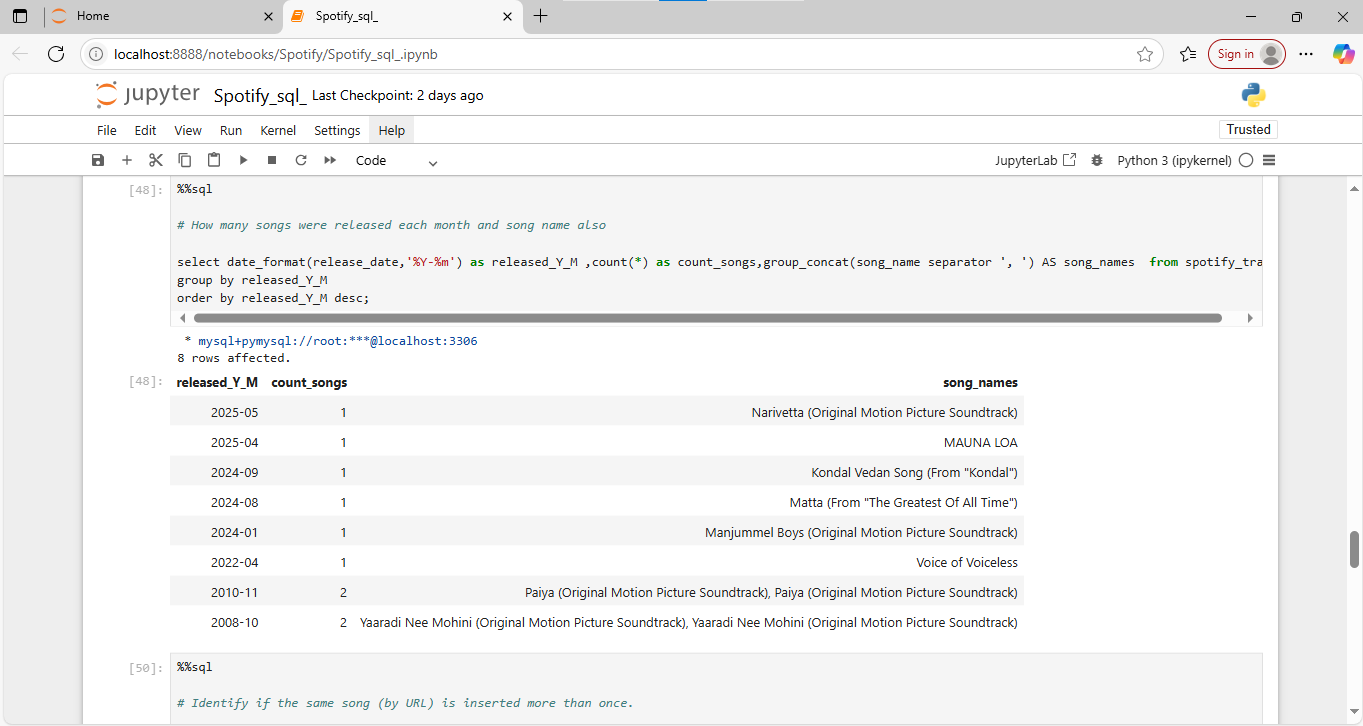 Home
Spotify_sql_
localhost:8888/notebooks/Spotify/Spotify_sql_.ipynb
Sign in
jupyter Spotify_sql_ Last Checkpoint: 2 days ago
File Edit View Run Kernel Settings Help
Trusted
Code
JupyterLab
Python 3 (ipykernel)
[48]: %%sql
# How many songs were released each month and song name also
select date_format(release_date,'%Y-%m') as released_Y_M ,count(*) as count_songs,group_concat(song_name separator ', ') AS song_names  from spotify_tra
group by released_Y_M
order by released_Y_M desc;
* mysql+pymysql://root:***@localhost:3306
8 rows affected.
[48]: released_Y_M count_songs song_names
2025-05 1 Narivetta (Original Motion Picture Soundtrack)
2025-04 1 MAUNA LOA
2024-09 1 Kondal Vedan Song (From "Kondal")
2024-08 1 Matta (From "The Greatest Of All Time")
2024-01 1 Manjummel Boys (Original Motion Picture Soundtrack)
2022-04 1 Voice of Voiceless
2010-11 2 Paiya (Original Motion Picture Soundtrack), Paiya (Original Motion Picture Soundtrack)
2008-10 2 Yaaradi Nee Mohini (Original Motion Picture Soundtrack), Yaaradi Nee Mohini (Original Motion Picture Soundtrack)
[50]: %%sql
# Identify if the same song (by URL) is inserted more than once.